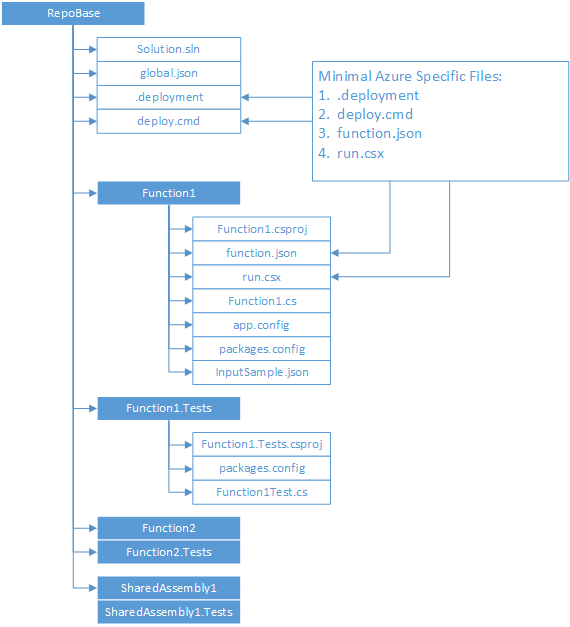 RepoBase
Solution.sln
global.json
.deployment
deploy.cmd
Minimal Azure Specific Files:
1. .deployment
2. deploy.cmd
3. function.json
4. run.csx
Function1
Function1.csproj
function.json
run.csx
Function1.cs
app.config
packages.config
InputSample.json
Function1.Tests
Function1.Tests.csproj
packages.config
Function1Test.cs
Function2
Function2.Tests
SharedAssembly1
SharedAssembly1.Tests